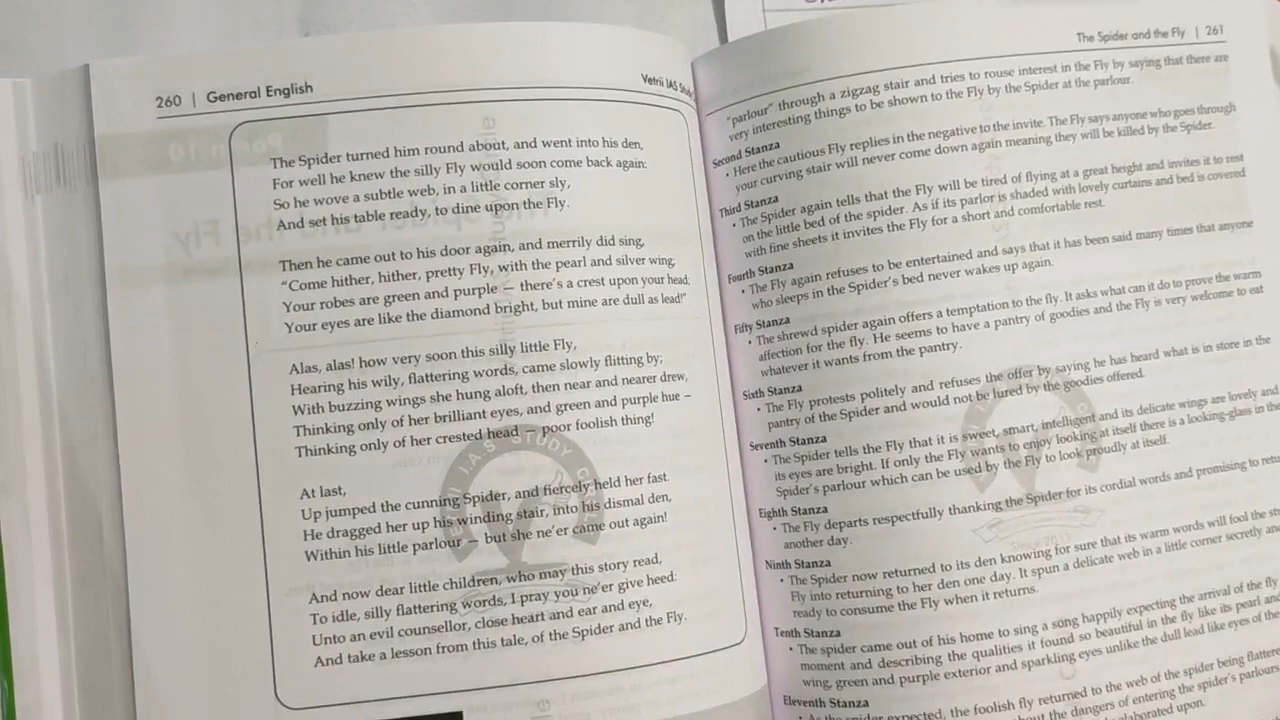 260 | General English
Vetrii IAS Study
The Spider turned him round about, and went into his den,
For well he knew the silly Fly would soon come back again:
So he wove a subtle web, in a little corner sly,
And set his table ready, to dine upon the Fly.
Then he came out to his door again, and merrily did sing,
“Come hither, hither, pretty Fly, with the pearl and silver wing;
Your robes are green and purple — there's a crest upon your head;
Your eyes are like the diamond bright, but mine are dull as lead!”
Alas, alas! how very soon this silly little Fly,
Hearing his wily, flattering words, came slowly flitting by;
With buzzing wings she hung aloft, then near and nearer drew,
Thinking only of her brilliant eyes, and green and purple hue –
Thinking only of her crested head — poor foolish thing!
At last,
Up jumped the cunning Spider, and fiercely held her fast.
He dragged her up his winding stair, into his dismal den,
Within his little parlour — but she ne'er came out again!
And now dear little children, who may this story read,
To idle, silly flattering words, I pray you ne'er give heed:
Unto an evil counsellor, close heart and ear and eye,
And take a lesson from this tale, of the Spider and the Fly.
The Spider and the Fly | 261
“parlour” through a zigzag stair and tries to rouse interest in the Fly by saying that there are
very interesting things to be shown to the Fly by the Spider at the parlour.
Second Stanza
• Here the cautious Fly replies in the negative to the invite. The Fly says anyone who goes through
your curving stair will never come down again meaning they will be killed by the Spider.
Third Stanza
• The Spider again tells that the Fly will be tired of flying at a great height and invites it to rest
on the little bed of the spider. As if its parlor is shaded with lovely curtains and bed is covered
with fine sheets it invites the Fly for a short and comfortable rest.
Fourth Stanza
• The Fly again refuses to be entertained and says that it has been said many times that anyone
who sleeps in the Spider's bed never wakes up again.
Fifty Stanza
• The shrewd spider again offers a temptation to the fly. It asks what can it do to prove the warm
affection for the fly. He seems to have a pantry of goodies and the Fly is very welcome to eat
whatever it wants from the pantry.
Sixth Stanza
• The Fly protests politely and refuses the offer by saying he has heard what is in store in the
pantry of the Spider and would not be lured by the goodies offered.
Seventh Stanza
• The Spider tells the Fly that it is sweet, smart, intelligent and its delicate wings are lovely and
its eyes are bright. If only the Fly wants to enjoy looking at itself there is a looking-glass in the
Spider's parlour which can be used by the Fly to look proudly at itself.
Eighth Stanza
• The Fly departs respectfully thanking the Spider for its cordial words and promising to retu
another day.
Ninth Stanza
• The Spider now returned to its den knowing for sure that its warm words will fool the
Fly into returning to her den one day. It spun a delicate web in a little corner secretly
ready to consume the Fly when it returns.
Tenth Stanza
• The spider came out of his home to sing a song happily expecting the arrival of the fly
moment and describing the qualities it found so beautiful in the fly like its pearl and
wing, green and purple exterior and sparkling eyes unlike the dull lead like eyes of the
Eleventh Stanza
• As the spider expected, the foolish fly returned to the web of the spider being flattere
about the dangers of entering the spider's parlour
elaborated upon.